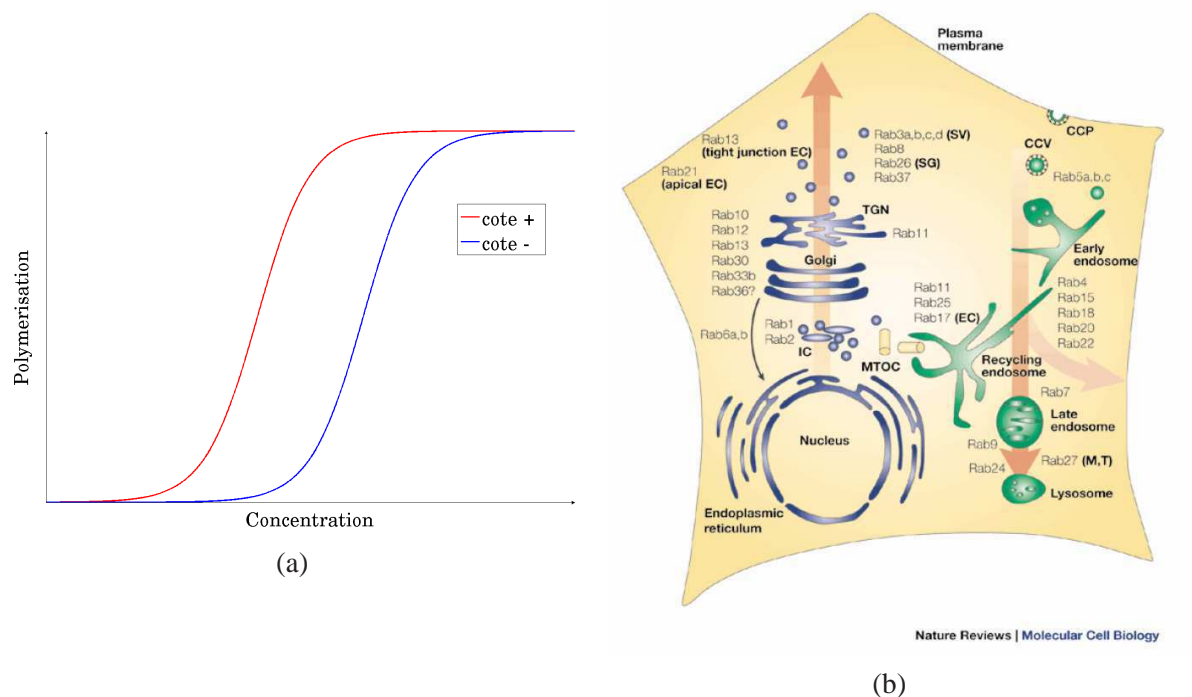 Polymerisation
cote +
cote -
Concentration
(a)
Plasma
membrane
CCP
CCV
Rab13
(tight junction EC)
Rab21
(apical EC)
Rab3a,b,c,d (SV)
Rab8
Rab26 (SG)
Rab37
Rab5a,b,c
TGN
Rab10
Rab12
Rab13
Rab30
Rab33b
Rab36?
Rab11
Golgi
Early
endosome
Rab4
Rab15
Rab18
Rab20
Rab22
Rab11
Rab25
Rab17 (EC)
Rab6a,b
Rab1
Rab2
IC
MTOC
Recycling
endosome
Rab7
Late
endosome
Nucleus
Rab9
Rab24
Rab27 (M,T)
Lysosome
Endoplasmic
reticulum
Nature Reviews | Molecular Cell Biology
(b)